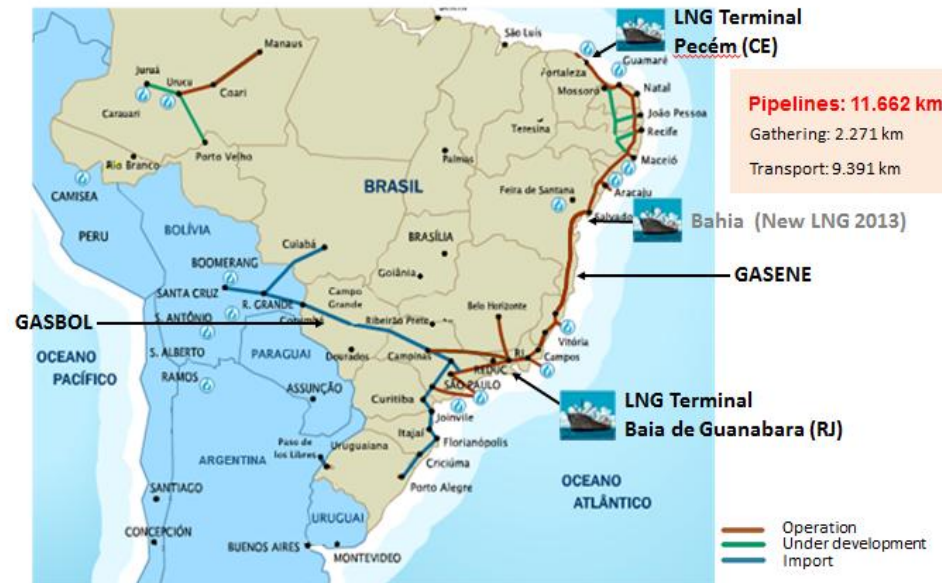 LNG Terminal
Pecém (CE)
São Luís
Manaus
Fortaleza
Guamaré
Mossoró
Natal
Juruá
Urucu
Coari
Carauari
Pipelines: 11.662 km
Gathering: 2.271 km
Transport: 9.391 km
João Pessoa
Recife
Teresina
Porto Velho
Rio Branco
Palmas
Maceió
CAMISEA
BRASIL
Feira de Santana
Aracaju
Salvado
Bahia (New LNG 2013)
PERU
BOLÍVIA
Cuiabá
BRASÍLIA
BOOMERANG
Goiânia
GASENE
SANTA CRUZ
R. GRANDE
Campo
Grande
Belo Horizonte
GASBOL
S. ANTÔNIO
Corumbá
Ribeirão Prete
Vitória
OCEANO
PACÍFICO
S. ALBERTO
PARAGUAI
Dourados
Campinas
RJ
Campos
REDUC
RAMOS
ASSUNÇÃO
SÃO PAULO
LNG Terminal
Baia de Guanabara (RJ)
Curitiba
Joinvile
Itajaí
Florianópolis
Paso de
los Libres
Uruguaiana
ARGENTINA
Criciúma
Porto Alegre
OCEANO
ATLÂNTICO
SANTIAGO
URUGUAI
CONCEPCIÓN
BUENOS AIRES
MONTEVIDEO
Operation
Under development
Import